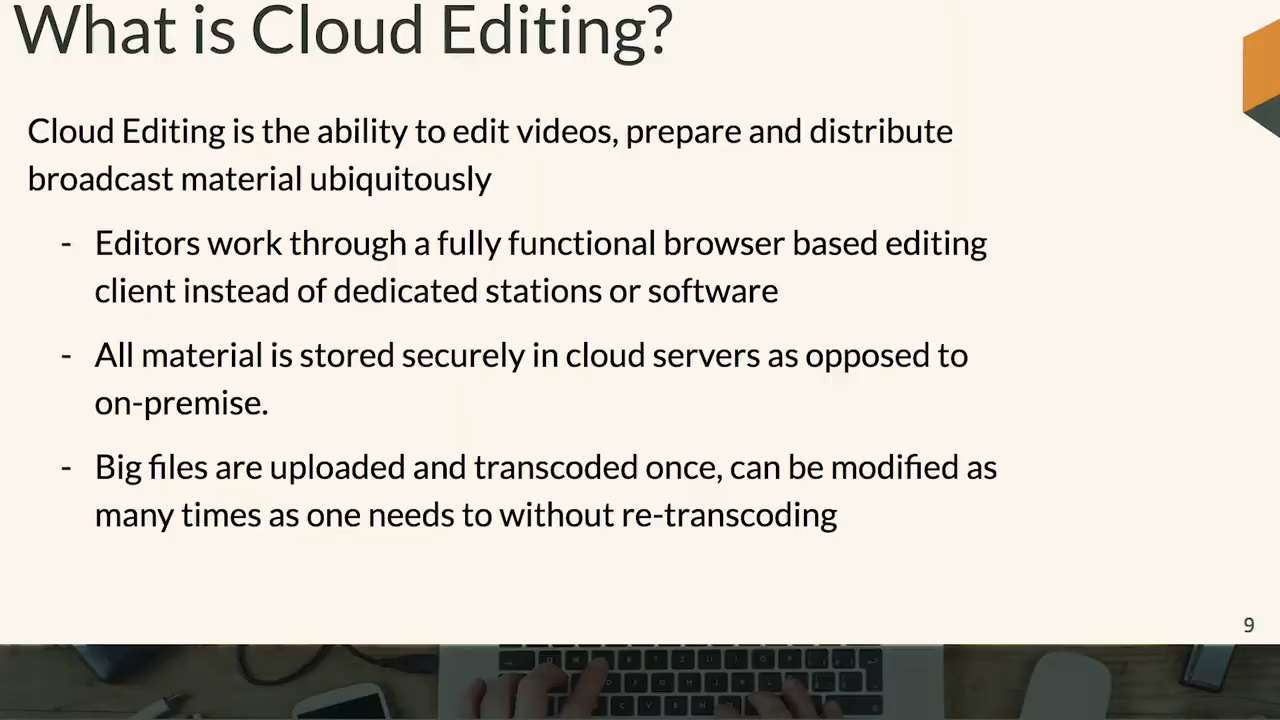 What is Cloud Editing?
Cloud Editing is the ability to edit videos, prepare and distribute
broadcast material ubiquitously
- Editors work through a fully functional browser based editing
client instead of dedicated stations or software
- All material is stored securely in cloud servers as opposed to
on-premise.
- Big files are uploaded and transcoded once, can be modified as
many times as one needs to without re-transcoding
9